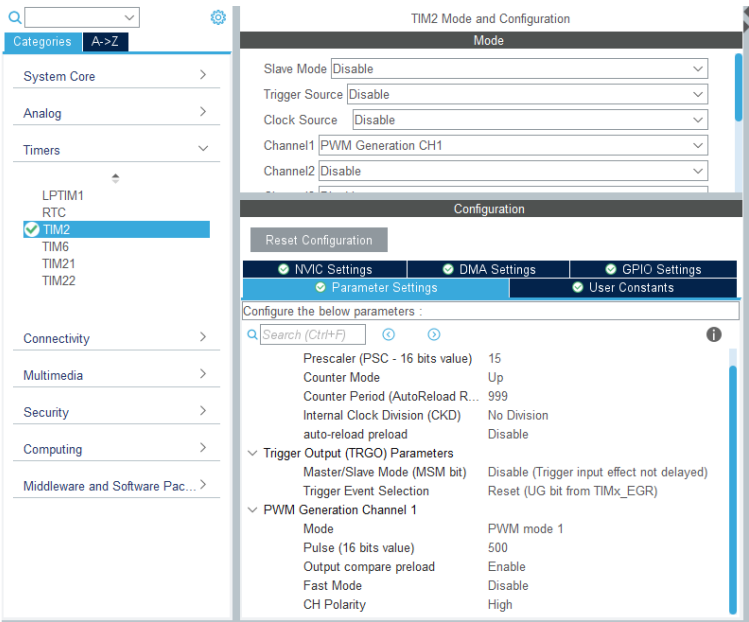 Categories A->Z
System Core
Analog
Timers
LPTIM1
RTC
TIM2
TIM6
TIM21
TIM22
Connectivity
Multimedia
Security
Computing
Middleware and Software Pac...
TIM2 Mode and Configuration
Mode
Slave Mode Disable
Trigger Source Disable
Clock Source Disable
Channel1 PWM Generation CH1
Channel2 Disable
Configuration
Reset Configuration
NVIC Settings DMA Settings GPIO Settings
Parameter Settings User Constants
Configure the below parameters :
Search (Ctrl+F)
Prescaler (PSC - 16 bits value) 15
Counter Mode Up
Counter Period (AutoReload R... 999
Internal Clock Division (CKD) No Division
auto-reload preload Disable
Trigger Output (TRGO) Parameters
Master/Slave Mode (MSM bit) Disable (Trigger input effect not delayed)
Trigger Event Selection Reset (UG bit from TIMx_EGR)
PWM Generation Channel 1
Mode PWM mode 1
Pulse (16 bits value) 500
Output compare preload Enable
Fast Mode Disable
CH Polarity High